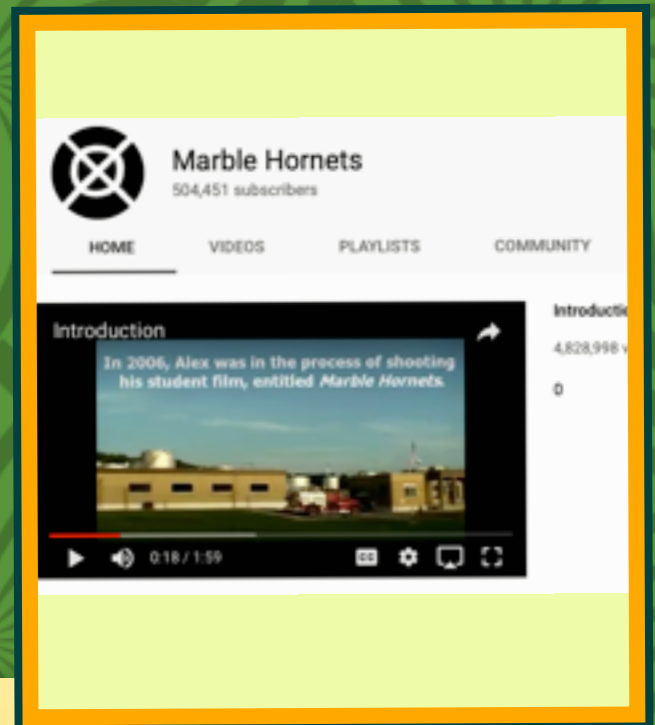 Marble Hornets
504,451 subscribers
HOME VIDEOS PLAYLISTS COMMUNITY
Introduction
In 2006, Alex was in the process of shooting
his student film, entitled Marble Hornets.
0:18 / 1:59
CC
4,828,998
0